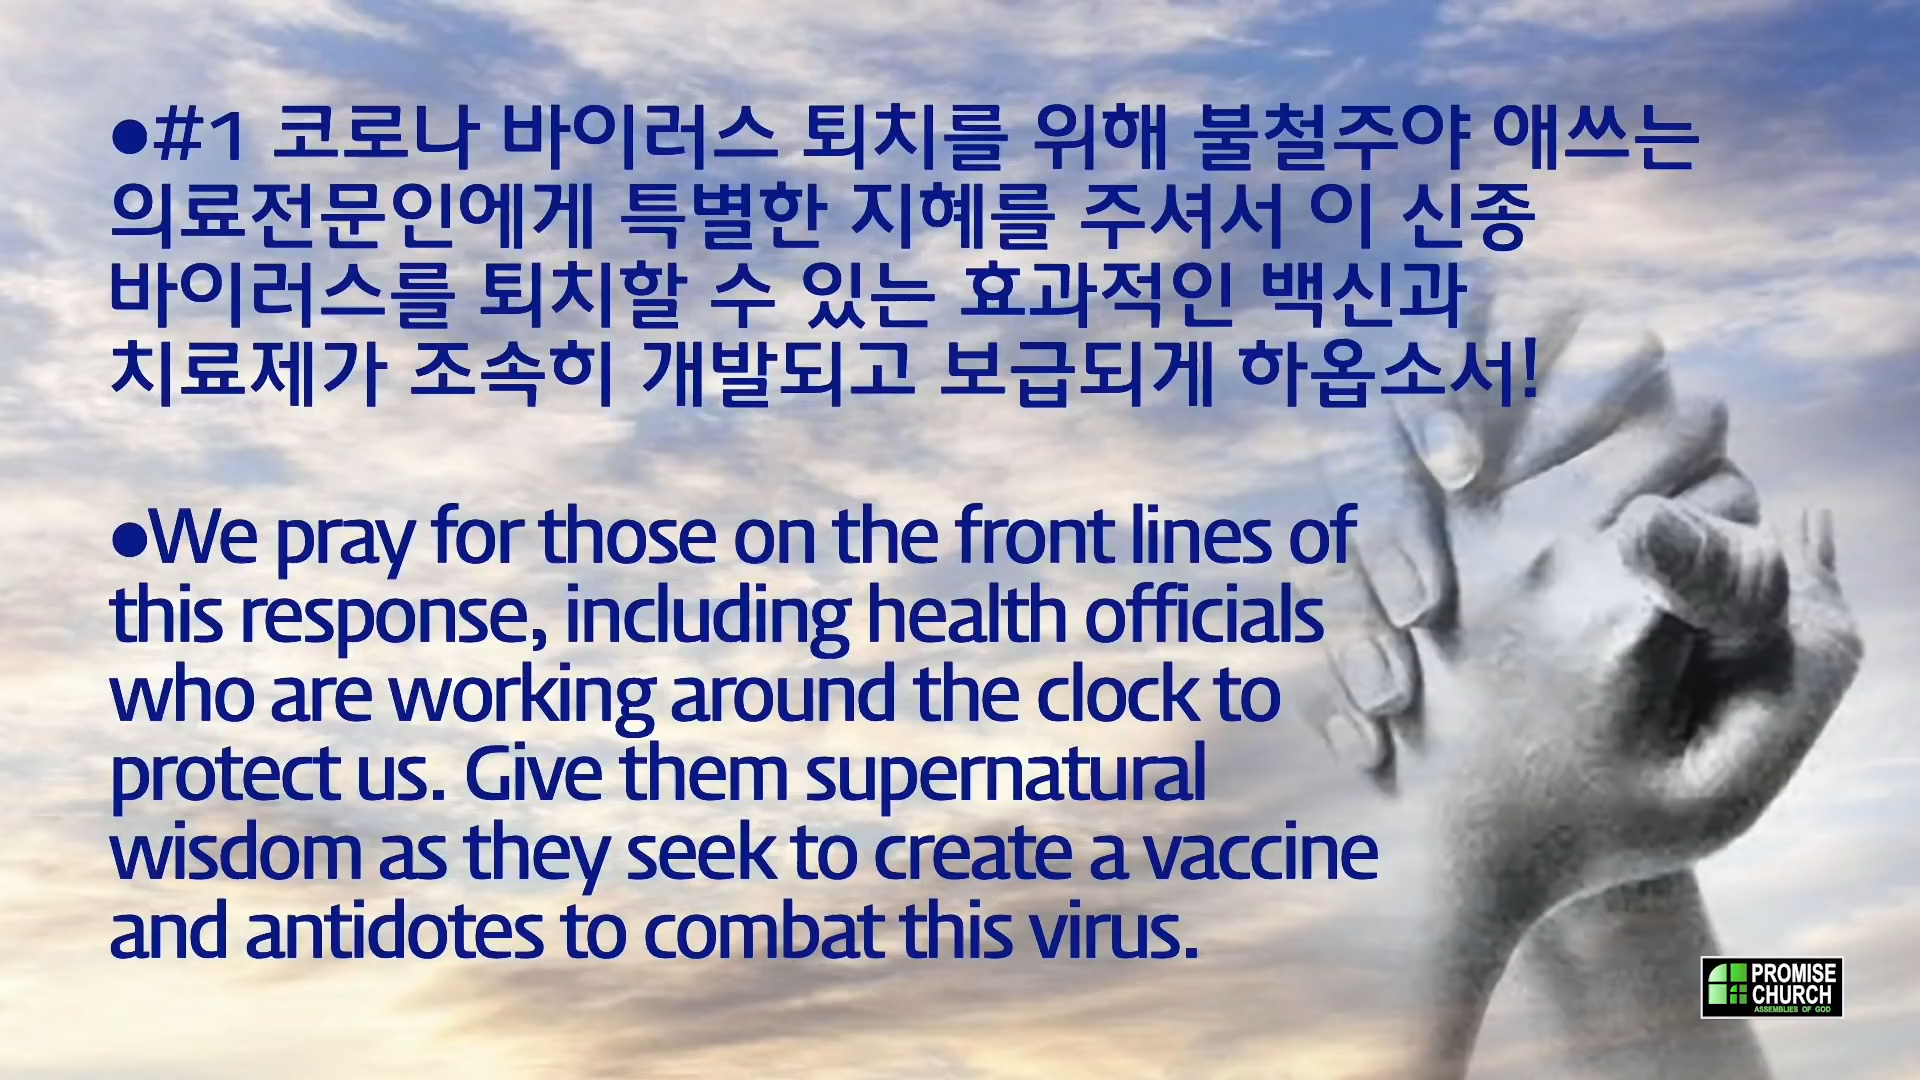 ●#1 코로나 바이러스 퇴치를 위해 불철주야 애쓰는
의료전문인에게 특별한 지혜를 주셔서 이 신종
바이러스를 퇴치할 수 있는 효과적인 백신과
치료제가 조속히 개발되고 보급되게 하옵소서!
●We pray for those on the front lines of
this response, including health officials
who are working around the clock to
protect us. Give them supernatural
wisdom as they seek to create a vaccine
and antidotes to combat this virus.
PROMISE
CHURCH
ASSEMBLIES OF GOD